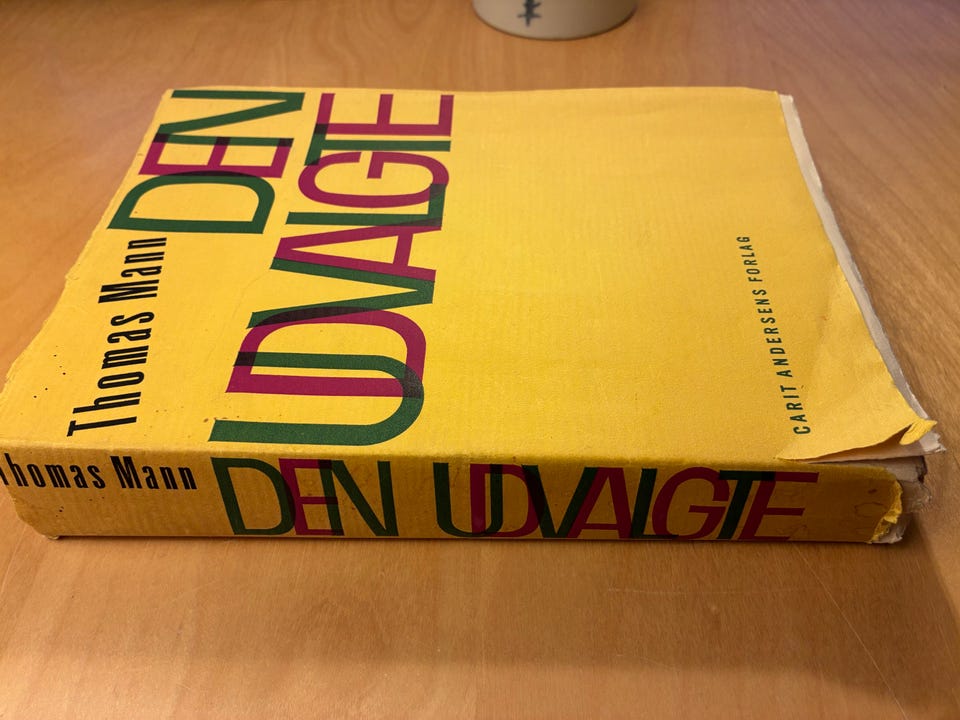 Thomas Mann
DEN
UDVALGTE
CARIT ANDERSENS FORLAG
Thomas Mann DEN UDVALGTE